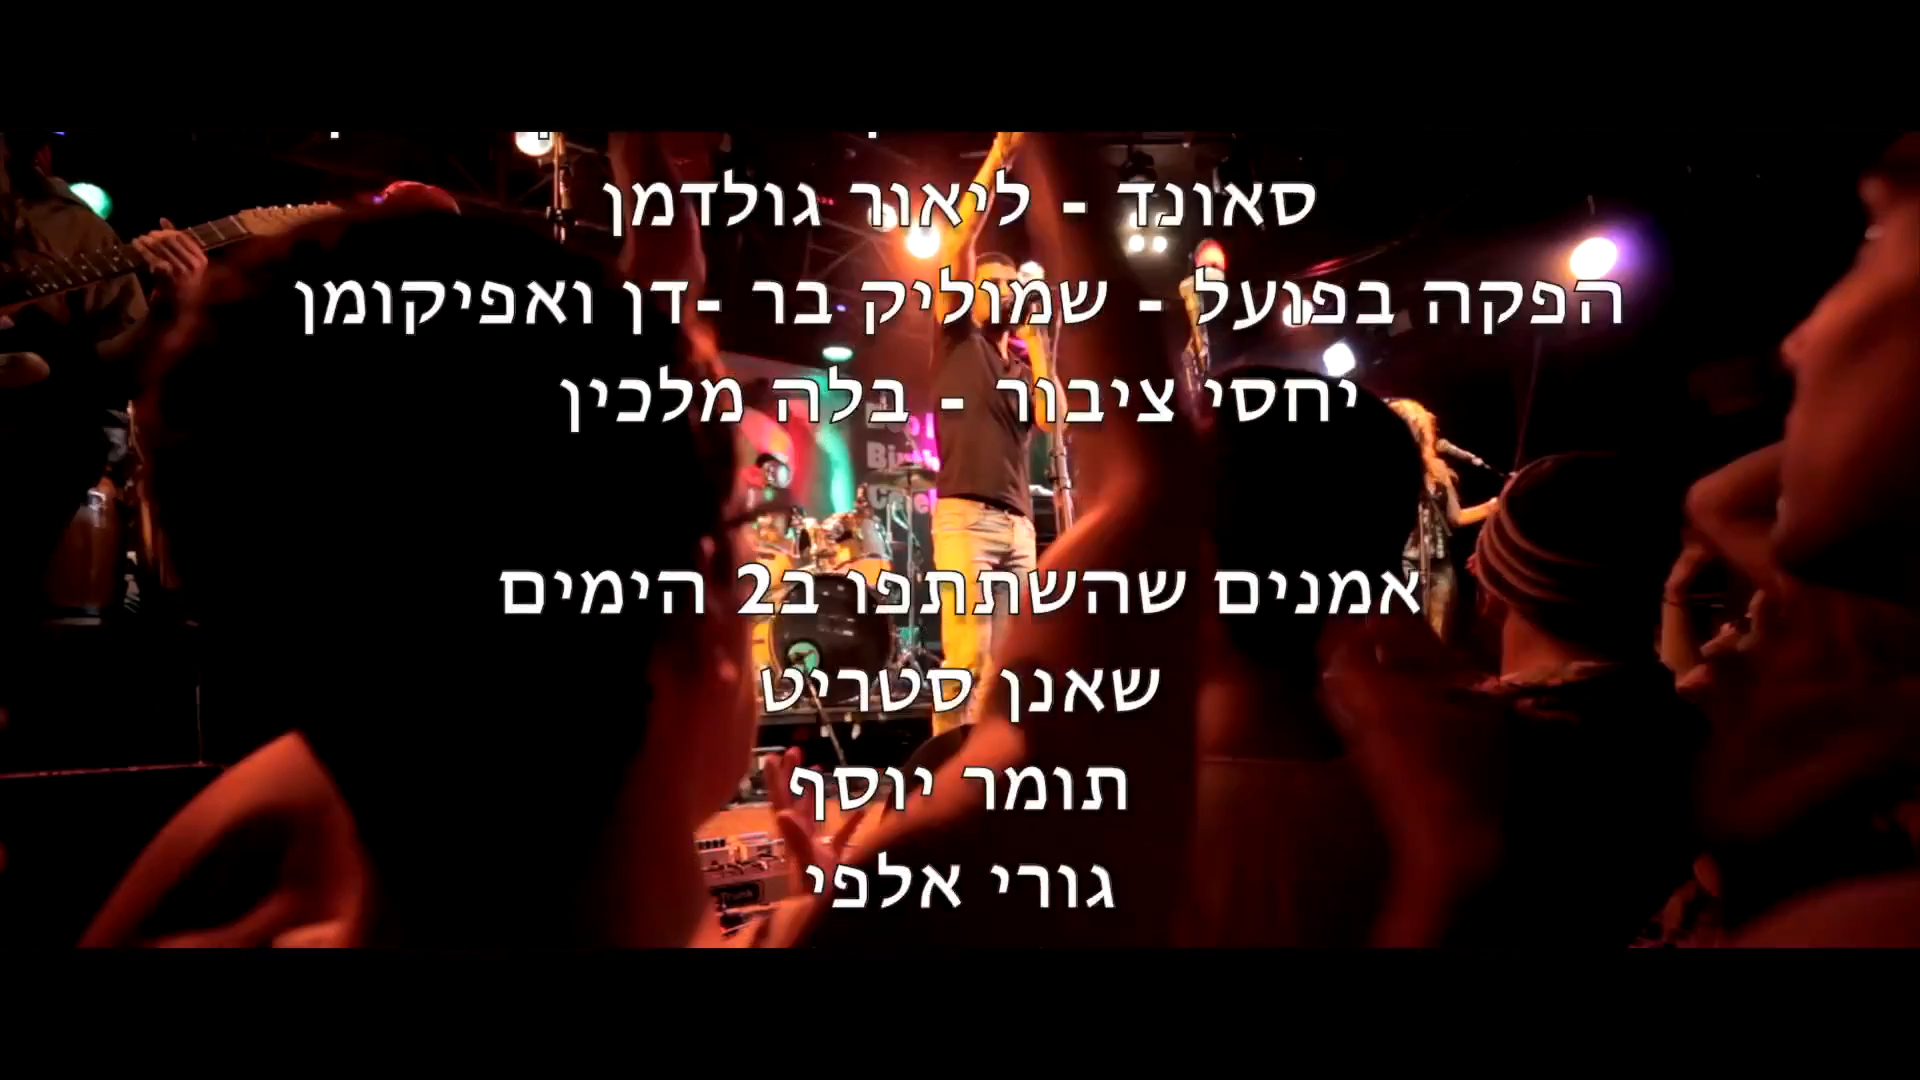 סאונד - ליאור גולדמן
הפקה בפועל - שמוליק בר -דן ואפיקומן
יחסי ציבור - בלה מלכין
אמנים שהשתתפו ב2 הימים
שאנן סטריט
תומר יוסף
גורי אלפי